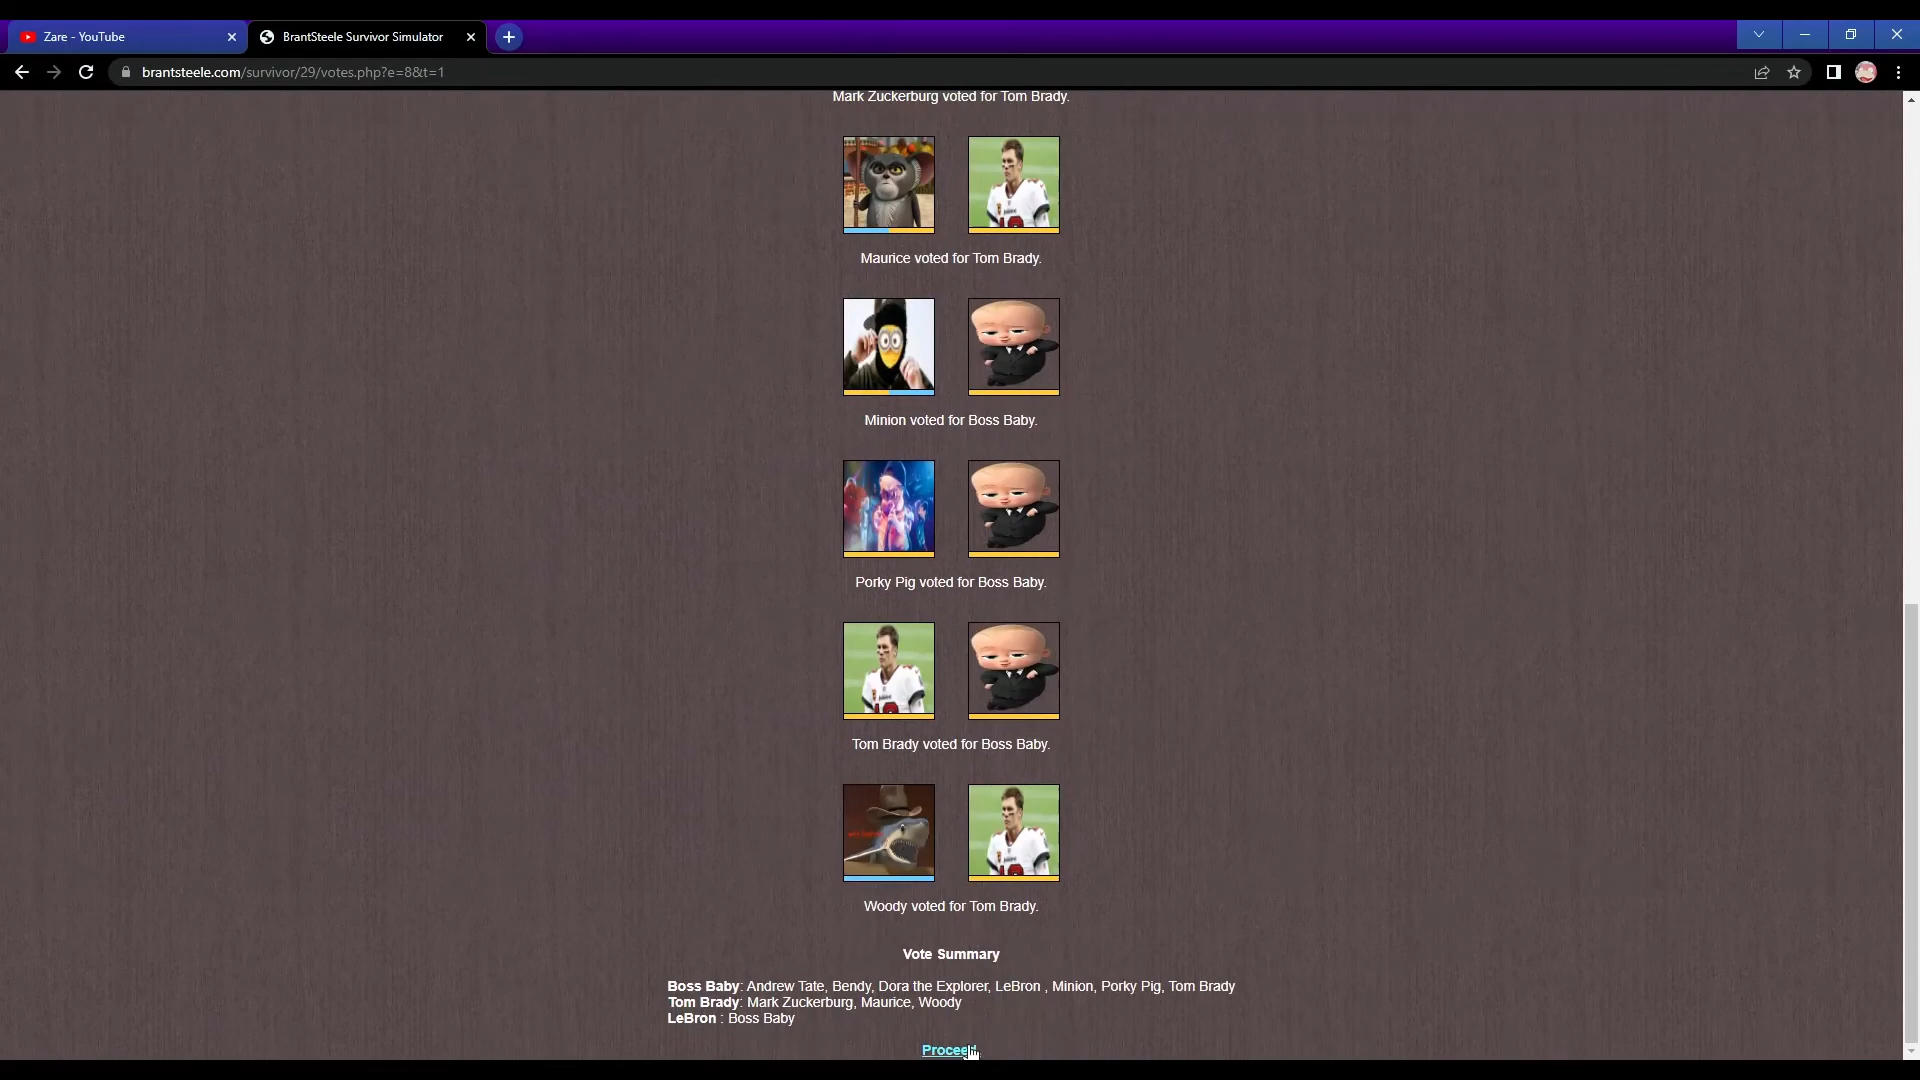 Zare - YouTube
BrantSteele Survivor Simulator
brantsteele.com/survivor/29/votes.php?e=8&t=1
Mark Zuckerburg voted for Tom Brady.
Maurice voted for Tom Brady.
Minion voted for Boss Baby.
Porky Pig voted for Boss Baby.
Tom Brady voted for Boss Baby.
Woody voted for Tom Brady.
Vote Summary
Boss Baby: Andrew Tate, Bendy, Dora the Explorer, LeBron , Minion, Porky Pig, Tom Brady
Tom Brady: Mark Zuckerburg, Maurice, Woody
LeBron : Boss Baby
Proceed